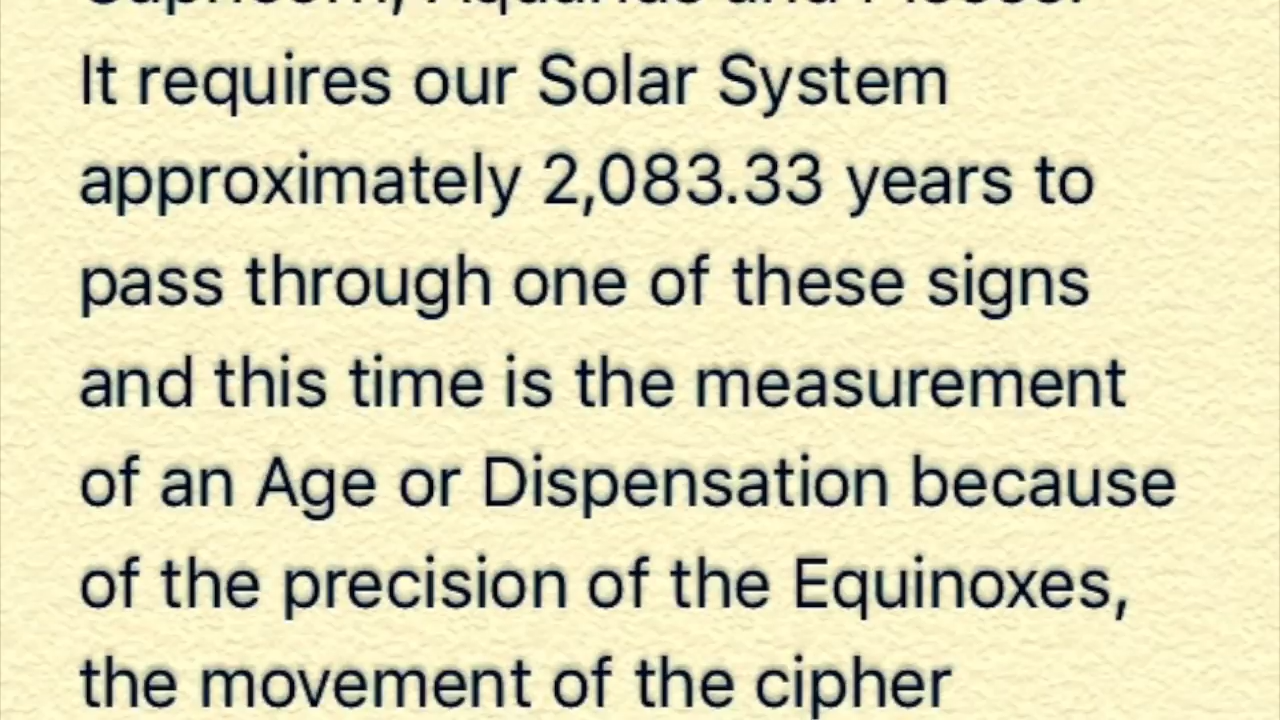 It requires our Solar System
approximately 2,083.33 years to
pass through one of these signs
and this time is the measurement
of an Age or Dispensation because
of the precision of the Equinoxes,
the movement of the cipher